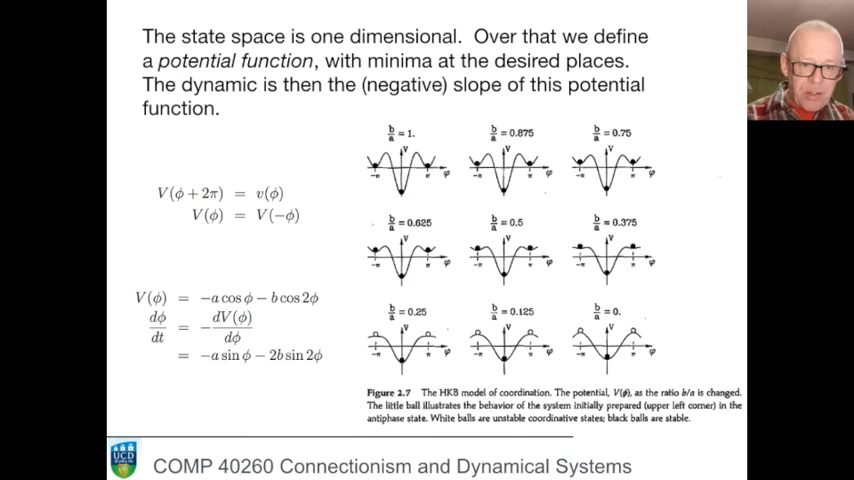 The state space is one dimensional. Over that we define
a potential function, with minima at the desired places.
The dynamic is then the (negative) slope of this potential
function.
V(ϕ + 2π) = v(ϕ)
V(ϕ) = V(−ϕ)
V(ϕ) = −a cos ϕ − b cos 2ϕ
dϕ/dt = − dV(ϕ)/dϕ
= −a sin ϕ − 2b sin 2ϕ
b/a = 1. b/a = 0.875 b/a = 0.75
V V V
−π π φ −π π φ −π π φ
b/a = 0.625 b/a = 0.5 b/a = 0.375
V V V
−π π φ −π π φ −π π φ
b/a = 0.25 b/a = 0.125 b/a = 0.
V V V
−π π φ −π π φ −π π φ
Figure 2.7 The HKB model of coordination. The potential, V(ϕ), as the ratio b/a is changed.
The little ball illustrates the behavior of the system initially prepared (upper left corner) in the
antiphase state. White balls are unstable coordinative states; black balls are stable.
UCD
DUBLIN
COMP 40260 Connectionism and Dynamical Systems